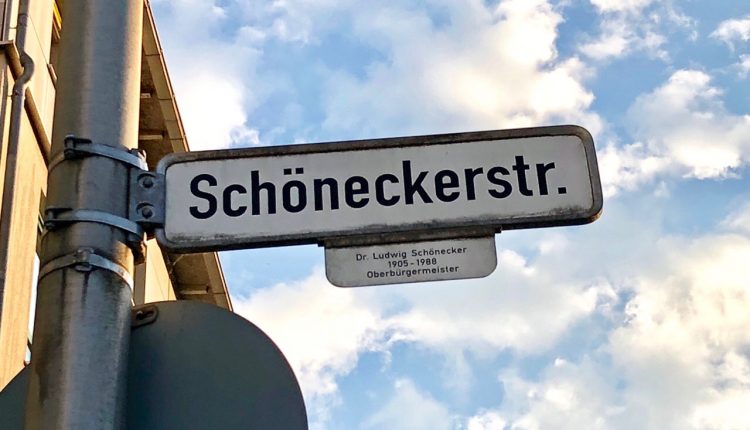 Schöneckerstr.
Dr. Ludwig Schönecker
1905-1988
Oberbürgermeister